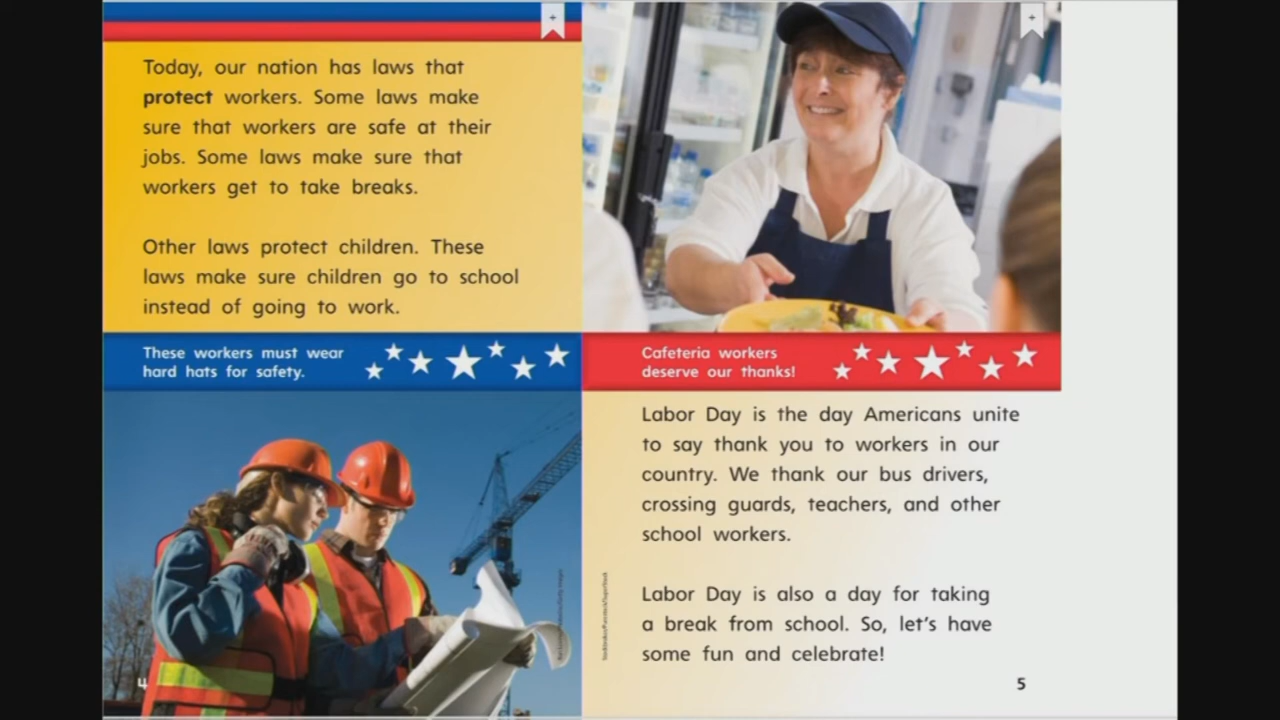 Today, our nation has laws that
protect workers. Some laws make
sure that workers are safe at their
jobs. Some laws make sure that
workers get to take breaks.
Other laws protect children. These
laws make sure children go to school
instead of going to work.
These workers must wear
hard hats for safety.
4
Cafeteria workers
deserve our thanks!
Labor Day is the day Americans unite
to say thank you to workers in our
country. We thank our bus drivers,
crossing guards, teachers, and other
school workers.
Labor Day is also a day for taking
a break from school. So, let's have
some fun and celebrate!
5